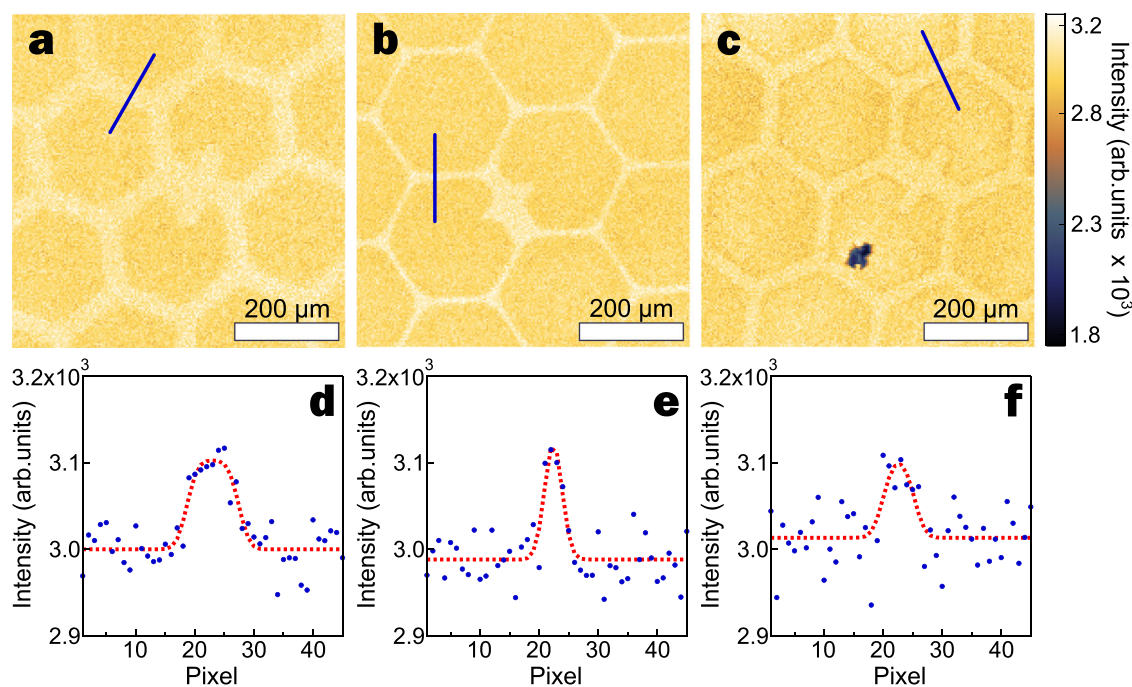 a
b
c
200 µm
200 µm
200 µm
3.2
2.8
2.3
1.8
Intensity (arb.units x 10³)
d
3.2x10³
3.1
3.0
2.9
Intensity (arb.units)
10 20 30 40
Pixel
e
3.2x10³
3.1
3.0
2.9
Intensity (arb.units)
10 20 30 40
Pixel
f
3.2x10³
3.1
3.0
2.9
Intensity (arb.units)
10 20 30 40
Pixel